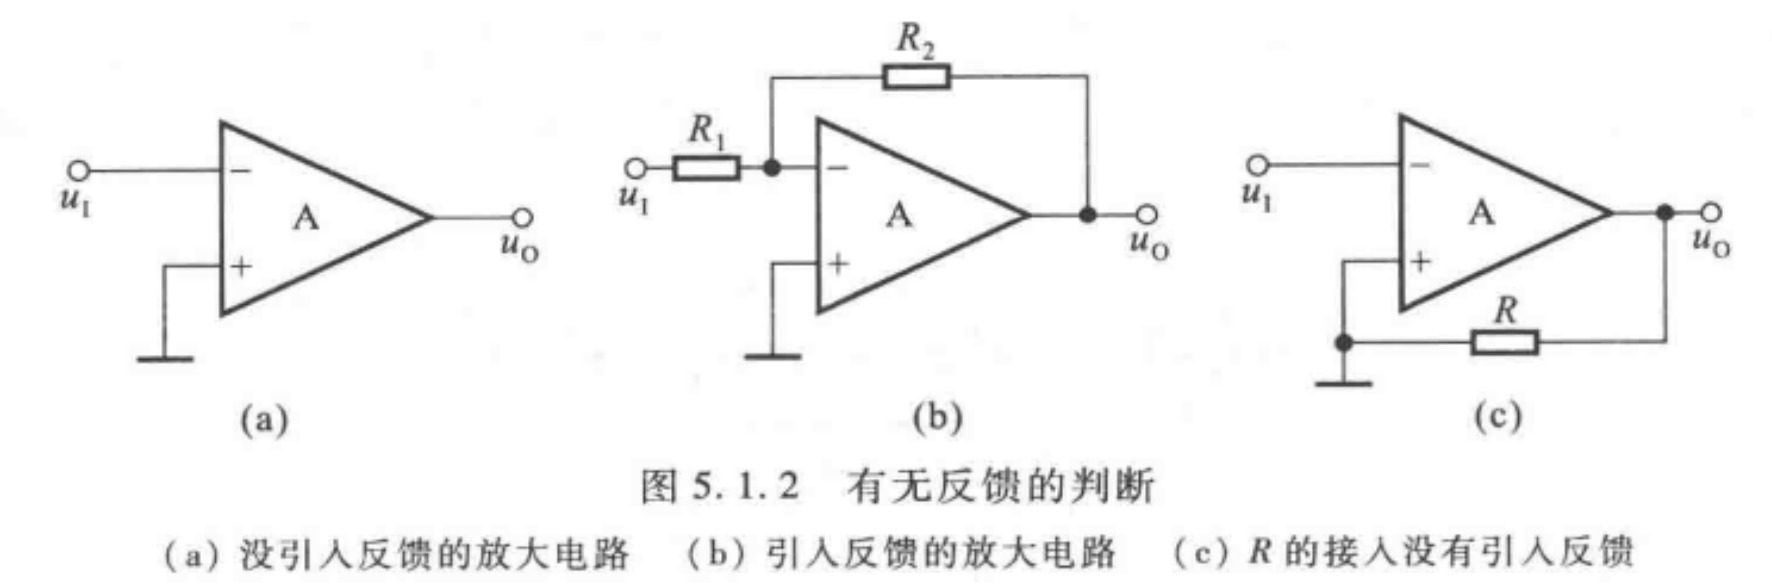 R₂
R₁
u_I
−
+
A
u_O
u_I
−
+
A
u_O
u_I
−
+
A
u_O
R
(a)
(b)
(c)
图 5.1.2 有无反馈的判断
(a) 没引入反馈的放大电路 (b) 引入反馈的放大电路 (c) R 的接入没有引入反馈